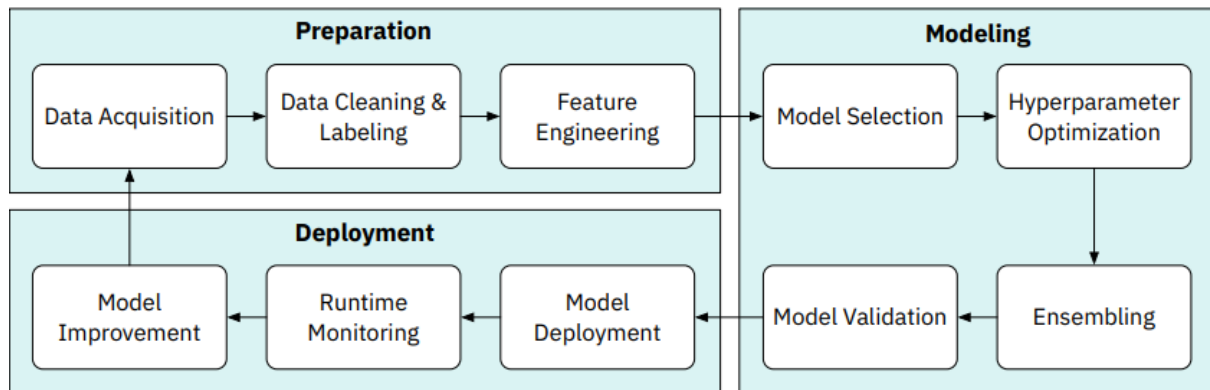 Preparation
Data Acquisition
Data Cleaning &
Labeling
Feature
Engineering
Modeling
Model Selection
Hyperparameter
Optimization
Deployment
Model
Improvement
Runtime
Monitoring
Model
Deployment
Model Validation
Ensembling